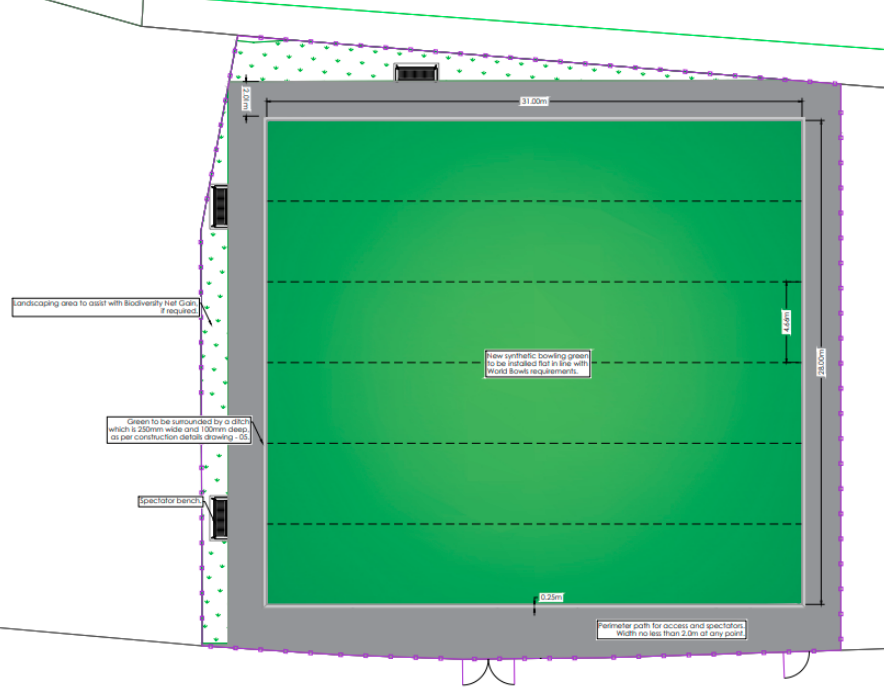 31.00m
2.01m
Landscaping area to assist with Biodiversity Net Gain,
if required.
4.66m
28.00m
New synthetic bowling green
to be installed flat in line with
World Bowls requirements.
Green to be surrounded by a ditch
which is 250mm wide and 100mm deep,
as per construction details drawing - 05.
Spectator bench.
0.25m
Perimeter path for access and spectators.
Width no less than 2.0m at any point.